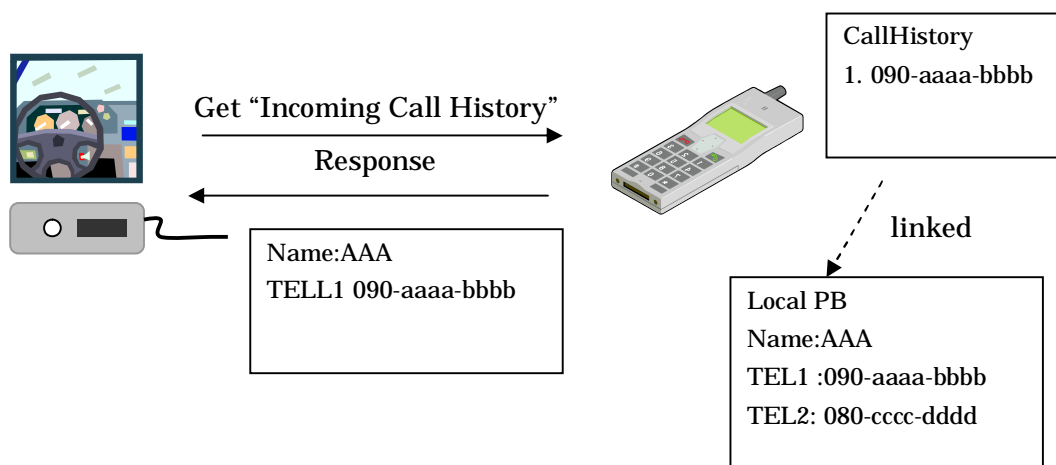 CallHistory
1. 090-aaaa-bbbb
Get “Incoming Call History”
Response
linked
Name:AAA
TELL1 090-aaaa-bbbb
Local PB
Name:AAA
TEL1 :090-aaaa-bbbb
TEL2: 080-cccc-dddd